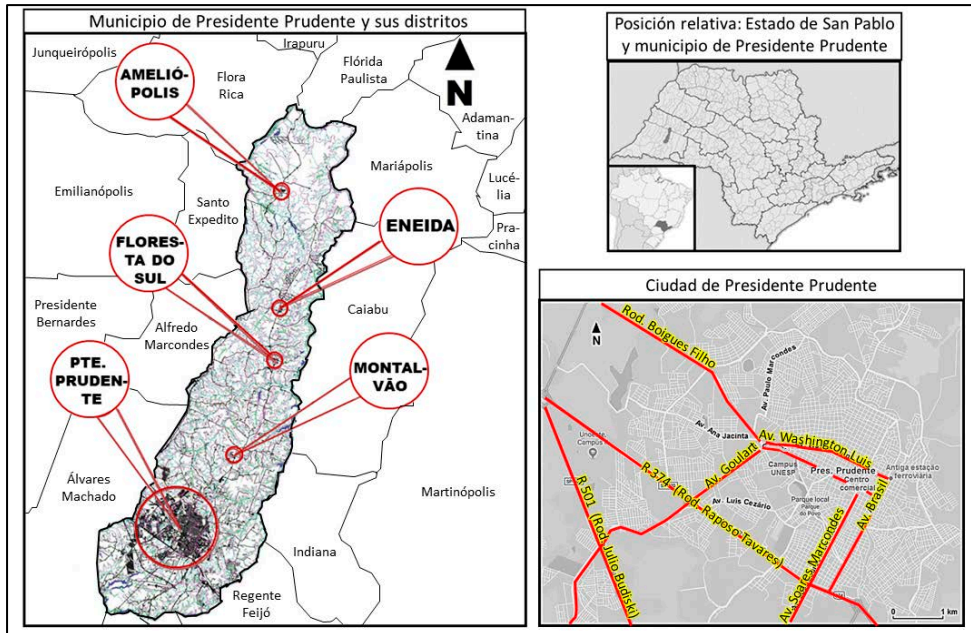 Municipio de Presidente Prudente y sus distritos
Junqueirópolis
Irapuru
AMELIÓ-
POLIS
Flora
Rica
Flórida
Paulista
N
Adaman-
tina
Mariápolis
Lucé-
lia
Emilianópolis
Santo
Expedito
ENEIDA
Pra-
cinha
FLORES-
TA DO
SUL
Presidente
Bernardes
Alfredo
Marcondes
Caiabu
PTE.
PRUDEN-
TE
MONTAL-
VÃO
Álvares
Machado
Martinópolis
Indiana
Regente
Feijó
Posición relativa: Estado de San Pablo
y municipio de Presidente Prudente
Ciudad de Presidente Prudente
N
Rod. Boigues Filho
Av. Paulo Marcondes
Av. Ana Jacinta
Av. Washington Luis
Unoeste
Campus
Av. Goulart
Campus
UNESP
Pres. Prudente
Centro
comercial
Antiga estação
ferroviária
R.374 (Rod. Raposo Tavares)
Av. Luis Cezário
Parque local
Parque do
Povo
Av. Brasil
R.501 (Rod. Julio Budiski)
Av. Soares Marcondes
0 1 km